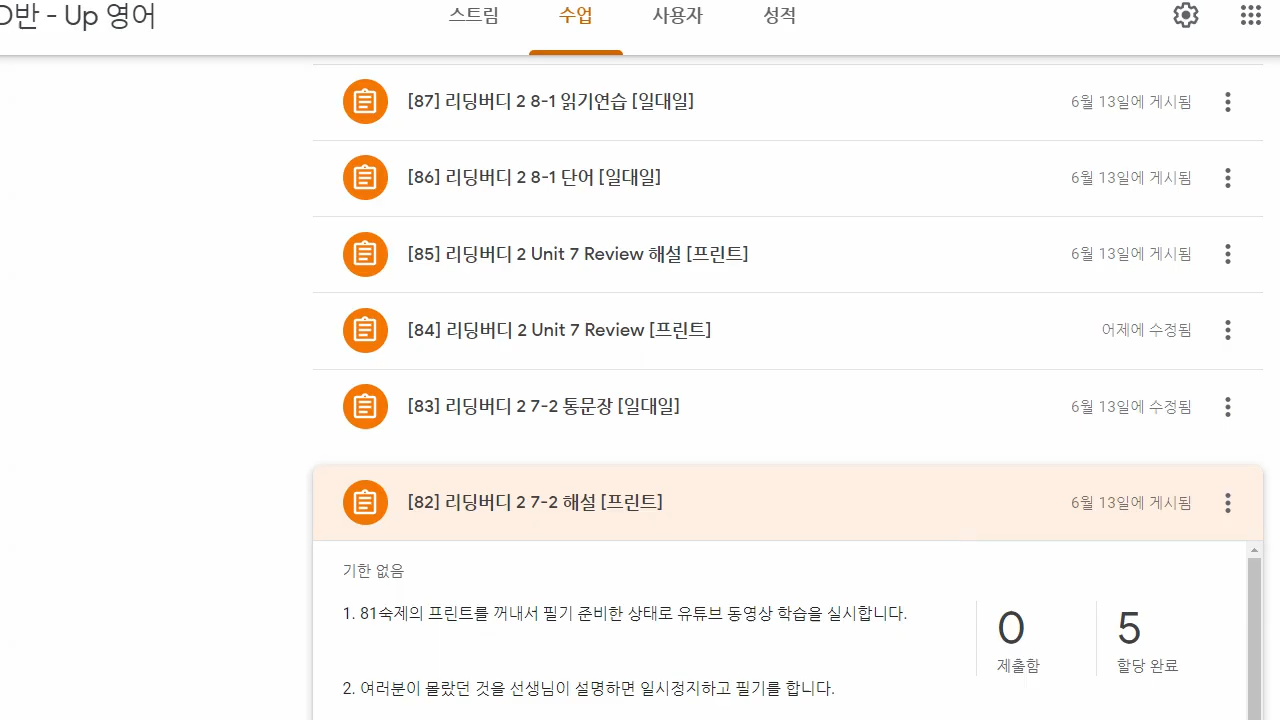 D반 - Up 영어
스트림
수업
사용자
성적
[87] 리딩버디 2 8-1 읽기연습 [일대일]
6월 13일에 게시됨
[86] 리딩버디 2 8-1 단어 [일대일]
6월 13일에 게시됨
[85] 리딩버디 2 Unit 7 Review 해설 [프린트]
6월 13일에 게시됨
[84] 리딩버디 2 Unit 7 Review [프린트]
어제에 수정됨
[83] 리딩버디 2 7-2 통문장 [일대일]
6월 13일에 수정됨
[82] 리딩버디 2 7-2 해설 [프린트]
6월 13일에 게시됨
기한 없음
1. 81숙제의 프린트를 꺼내서 필기 준비한 상태로 유튜브 동영상 학습을 실시합니다.
0
제출함
5
할당 완료
2. 여러분이 몰랐던 것을 선생님이 설명하면 일시정지하고 필기를 합니다.